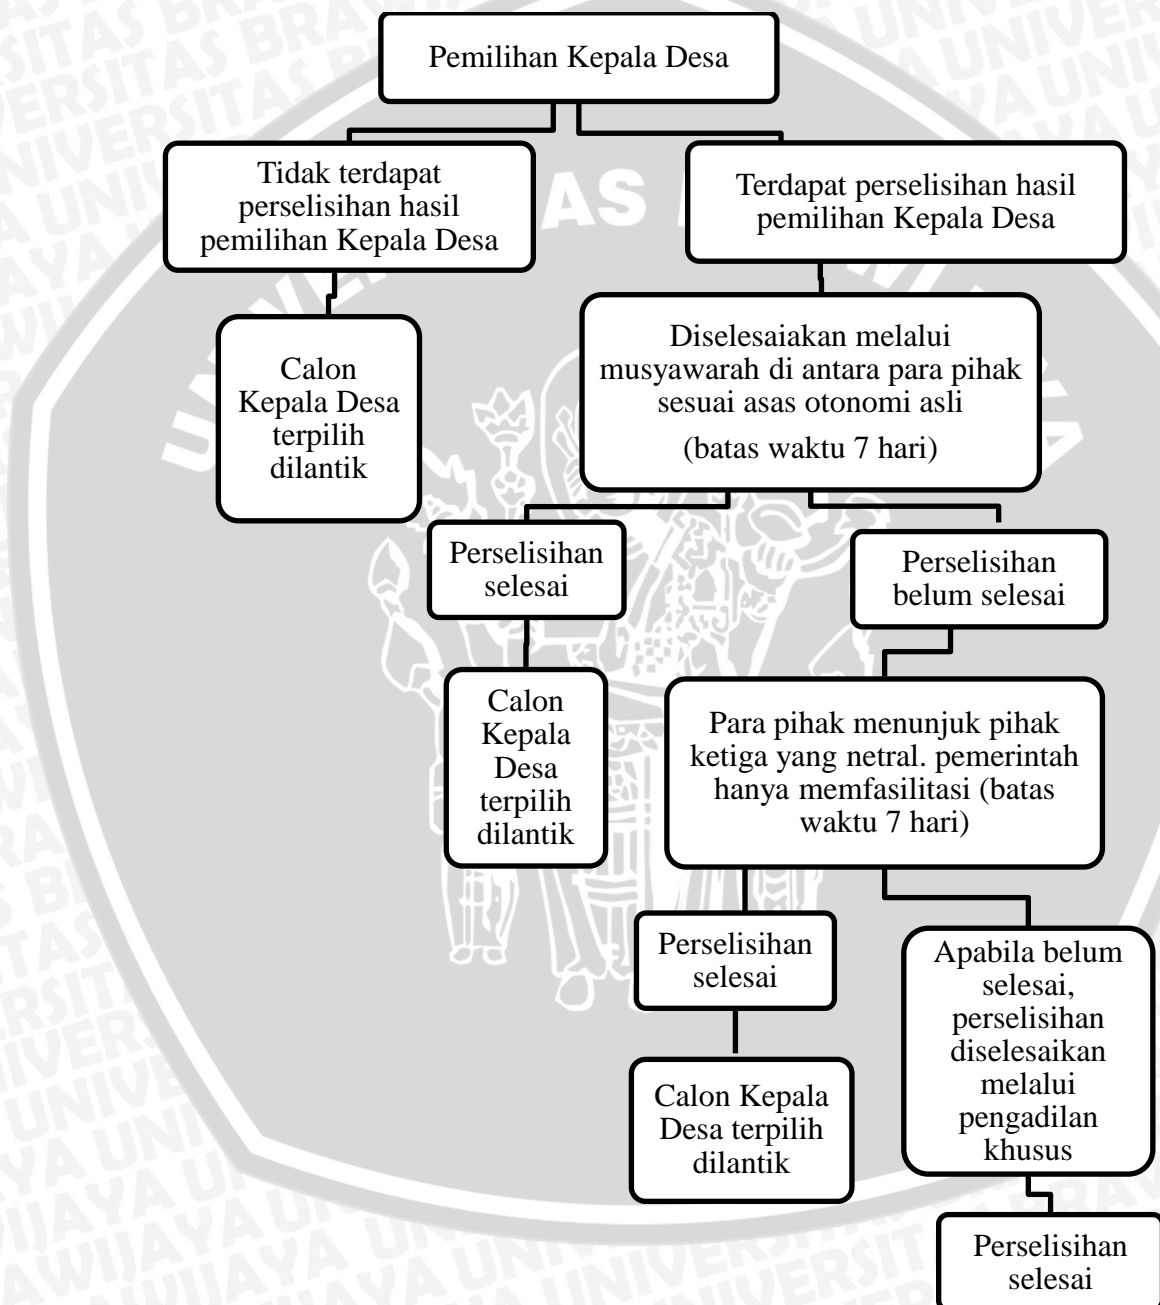 Pemilihan Kepala Desa
Tidak terdapat
perselisihan hasil
pemilihan Kepala Desa
Terdapat perselisihan hasil
pemilihan Kepala Desa
Calon
Kepala Desa
terpilih
dilantik
Diselesaiakan melalui
musyawarah di antara para pihak
sesuai asas otonomi asli
(batas waktu 7 hari)
Perselisihan
selesai
Perselisihan
belum selesai
Calon
Kepala
Desa
terpilih
dilantik
Para pihak menunjuk pihak
ketiga yang netral. pemerintah
hanya memfasilitasi (batas
waktu 7 hari)
Perselisihan
selesai
Apabila belum
selesai,
perselisihan
diselesaikan
melalui
pengadilan
khusus
Calon Kepala
Desa terpilih
dilantik
Perselisihan
selesai